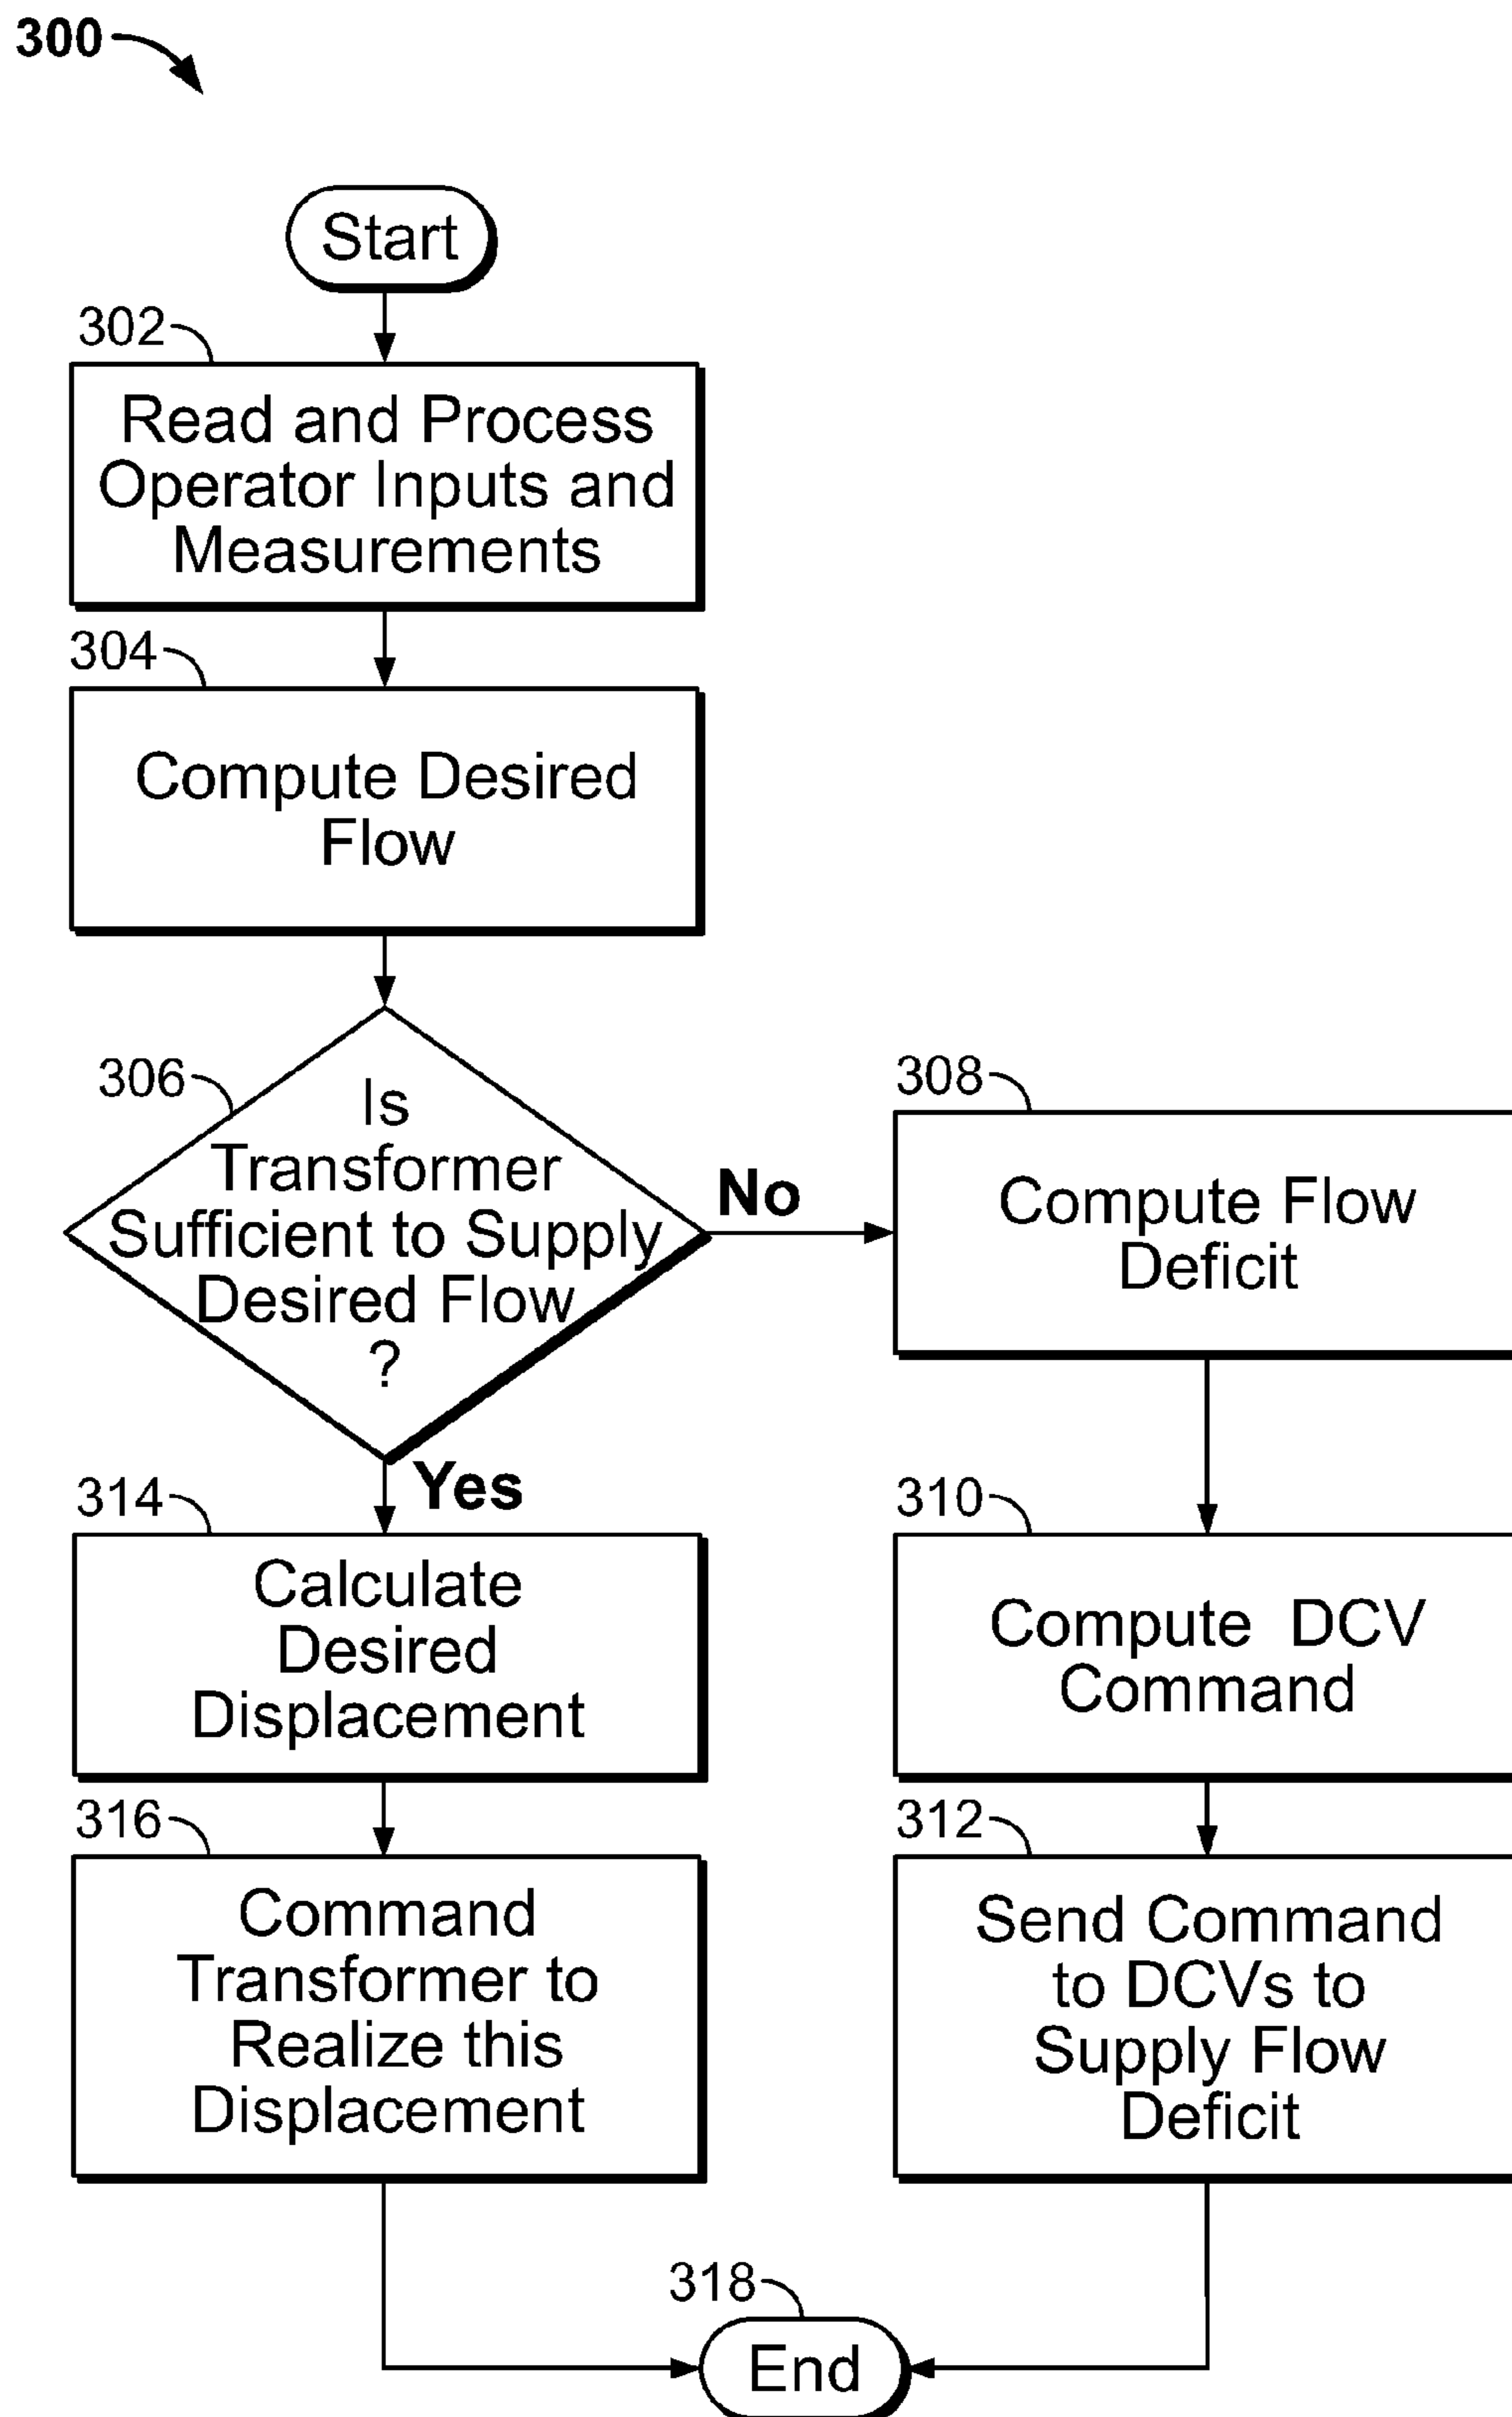 300
Start
302
Read and Process
Operator Inputs and
Measurements
304
Compute Desired
Flow
306
Is
Transformer
Sufficient to Supply
Desired Flow
?
No
308
Compute Flow
Deficit
Yes
314
Calculate
Desired
Displacement
310
Compute DCV
Command
316
Command
Transformer to
Realize this
Displacement
312
Send Command
to DCVs to
Supply Flow
Deficit
318
End